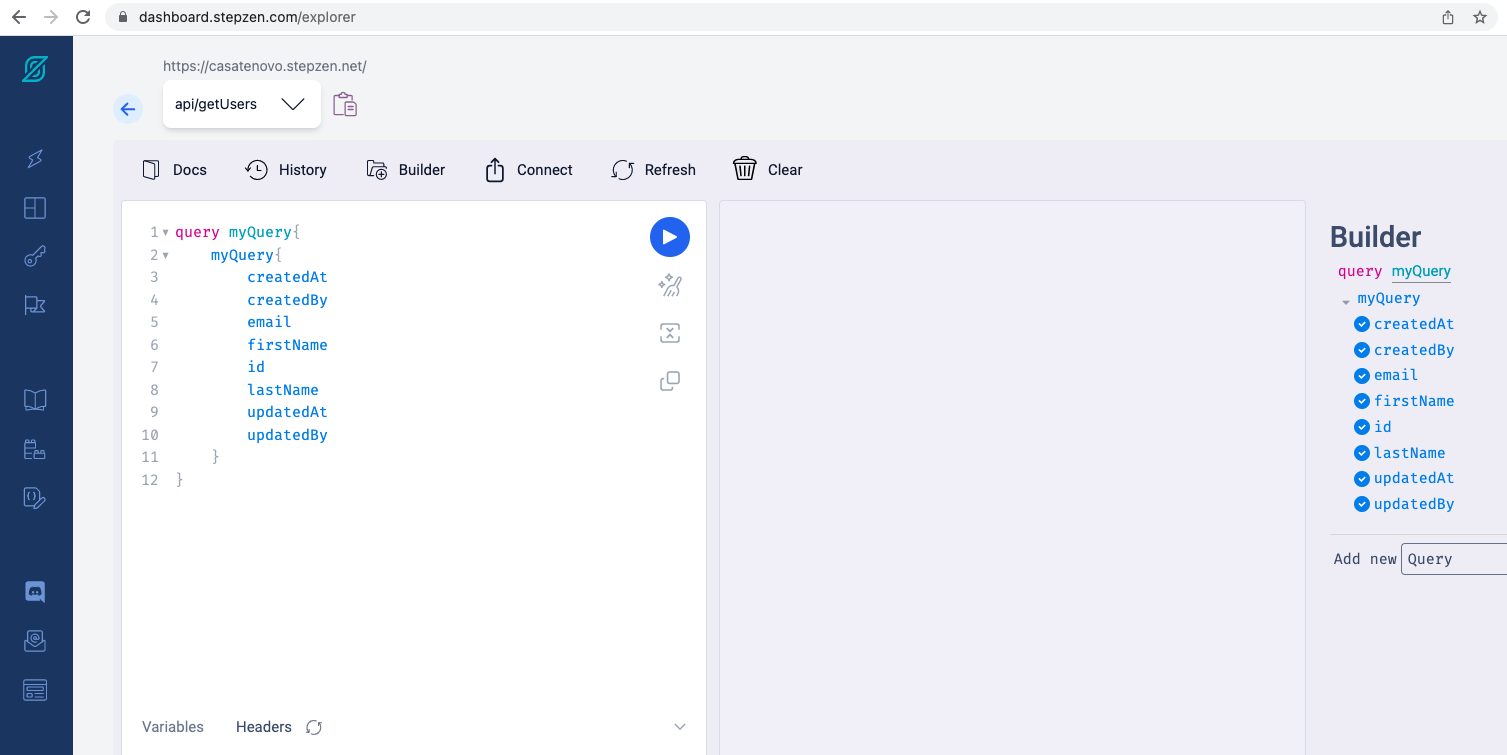 dashboard.stepzen.com/explorer
https://casatenovo.stepzen.net/
api/getUsers
Docs History Builder Connect Refresh Clear
1 query myQuery{
2 myQuery{
3 createdAt
4 createdBy
5 email
6 firstName
7 id
8 lastName
9 updatedAt
10 updatedBy
11 }
12 }
Variables Headers
Builder
query myQuery
myQuery
createdAt
createdBy
email
firstName
id
lastName
updatedAt
updatedBy
Add new Query